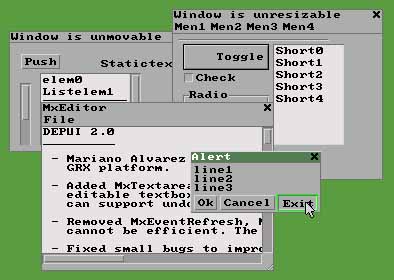 Window is unresizable
Men1 Men2 Men3 Men4
Window is unmovable
Push
Statictex
elem0
Listelem1
Toggle
Check
Radio
Short0
Short1
Short2
Short3
Short4
MxEditor
File
DEPUI 2.0
- Mariano Alvarez
GRX platform.
- Added MxTextarea
editable textbox
can support undo
- Removed MxEventRefresh, M
cannot be efficient. The
- Fixed small bugs to impro
Alert
line1
line2
line3
Ok Cancel Exit